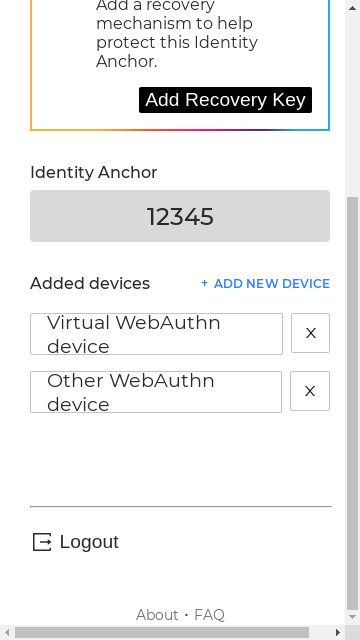 Add a recovery
mechanism to help
protect this Identity
Anchor.
Add Recovery Key
Identity Anchor
12345
Added devices
+ ADD NEW DEVICE
Virtual WebAuthn
device
X
Other WebAuthn
device
X
Logout
About · FAQ